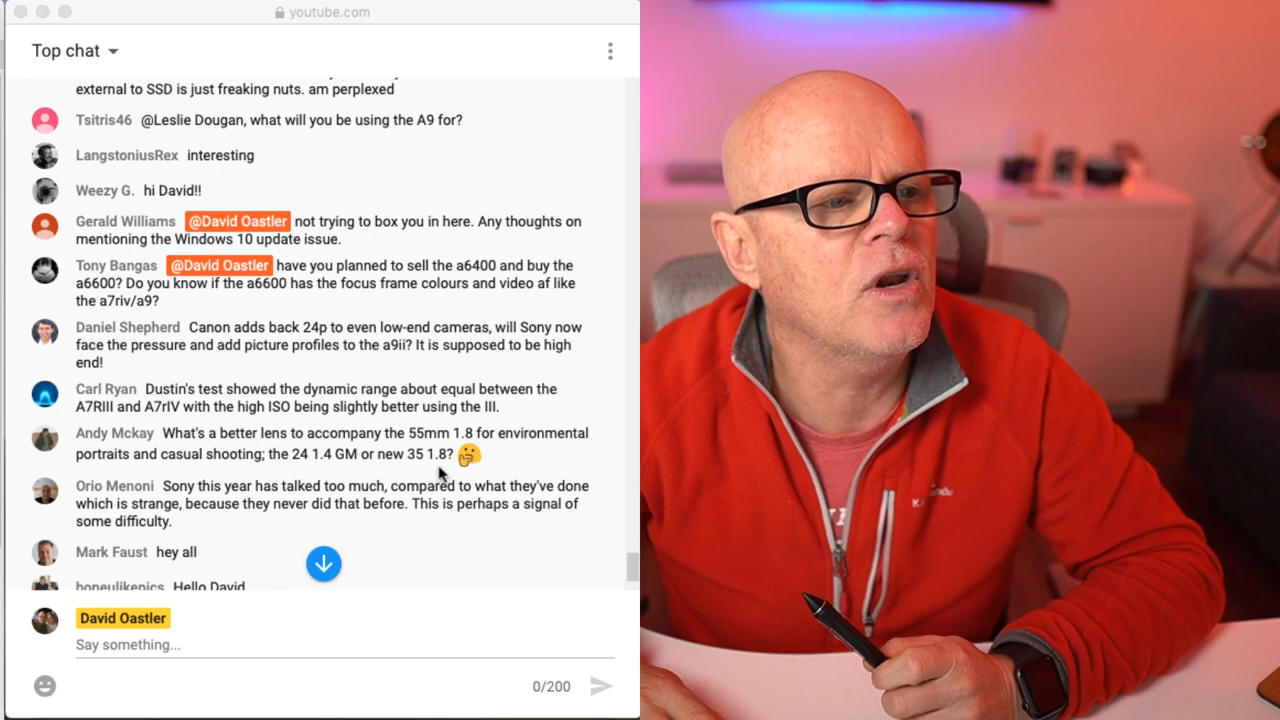 youtube.com
Top chat
external to SSD is just freaking nuts. am perplexed
Tsitris46 @Leslie Dougan, what will you be using the A9 for?
LangstoniusRex interesting
Weezy G. hi David!!
Gerald Williams @David Oastler not trying to box you in here. Any thoughts on
mentioning the Windows 10 update issue.
Tony Bangas @David Oastler have you planned to sell the a6400 and buy the
a6600? Do you know if the a6600 has the focus frame colours and video af like
the a7riv/a9?
Daniel Shepherd Canon adds back 24p to even low-end cameras, will Sony now
face the pressure and add picture profiles to the a9ii? It is supposed to be high
end!
Carl Ryan Dustin's test showed the dynamic range about equal between the
A7RIII and A7rIV with the high ISO being slightly better using the III.
Andy Mckay What's a better lens to accompany the 55mm 1.8 for environmental
portraits and casual shooting; the 24 1.4 GM or new 35 1.8? 🤔
Orio Menoni Sony this year has talked too much, compared to what they've done
which is strange, because they never did that before. This is perhaps a signal of
some difficulty.
Mark Faust hey all
hopeulikepics Hello David
David Oastler
Say something...
0/200